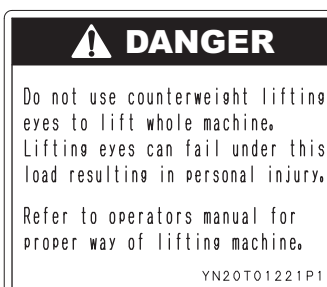 DANGER
Do not use counterweight lifting
eyes to lift whole machine.
Lifting eyes can fail under this
load resulting in personal injury.
Refer to operators manual for
proper way of lifting machine.
YN20T01221P1